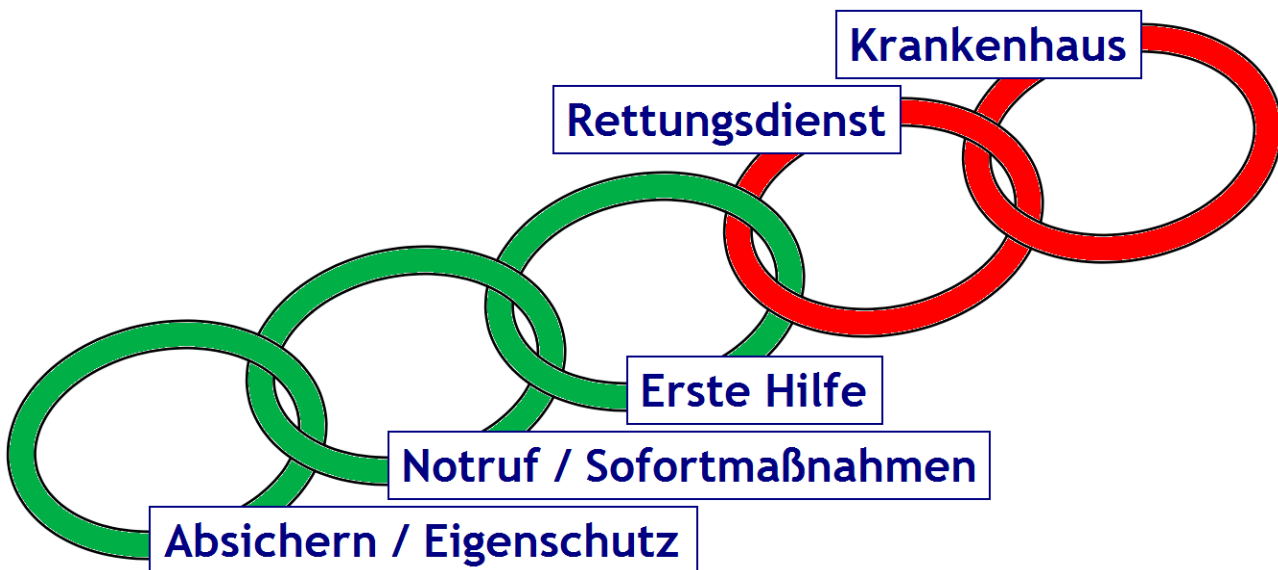 Krankenhaus
Rettungsdienst
Erste Hilfe
Notruf / Sofortmaßnahmen
Absichern / Eigenschutz